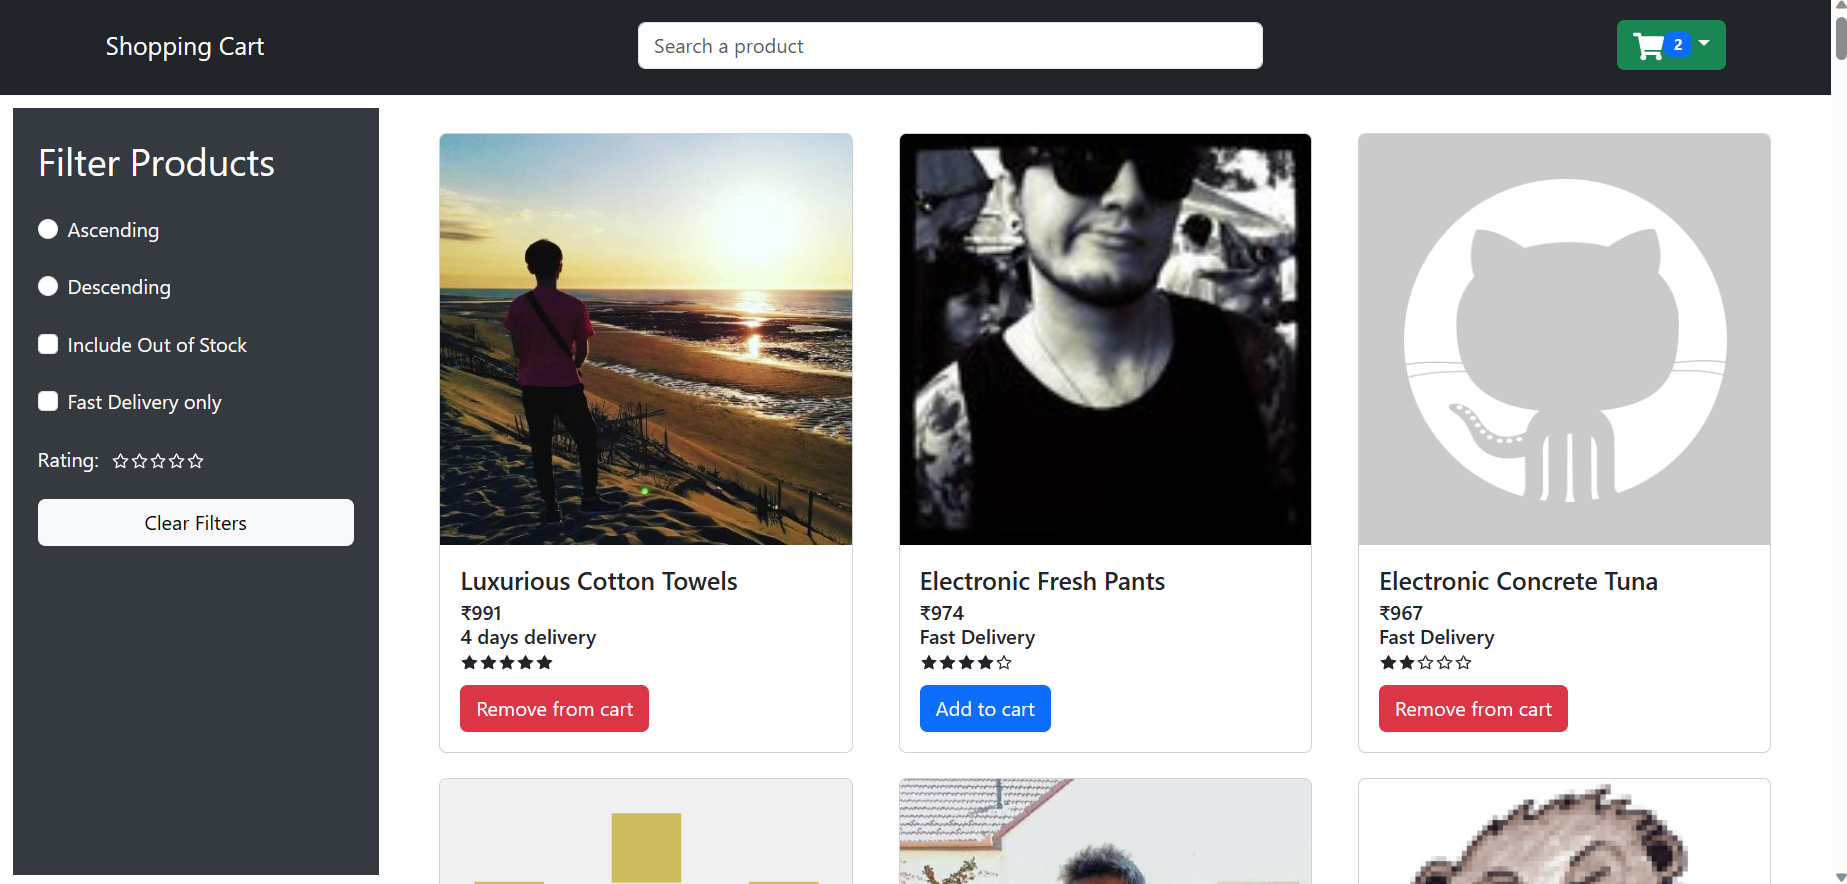 Shopping Cart
Search a product
2
Filter Products
Ascending
Descending
Include Out of Stock
Fast Delivery only
Rating:
Clear Filters
Luxurious Cotton Towels
₹991
4 days delivery
Remove from cart
Electronic Fresh Pants
₹974
Fast Delivery
Add to cart
Electronic Concrete Tuna
₹967
Fast Delivery
Remove from cart